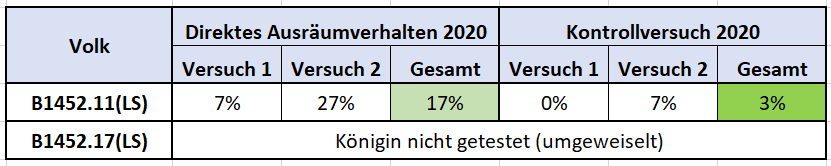 Volk Direktes Ausräumverhalten 2020 Kontrollversuch 2020
Versuch 1 Versuch 2 Gesamt Versuch 1 Versuch 2 Gesamt
B1452.11(LS) 7% 27% 17% 0% 7% 3%
B1452.17(LS) Königin nicht getestet (umgeweiselt)